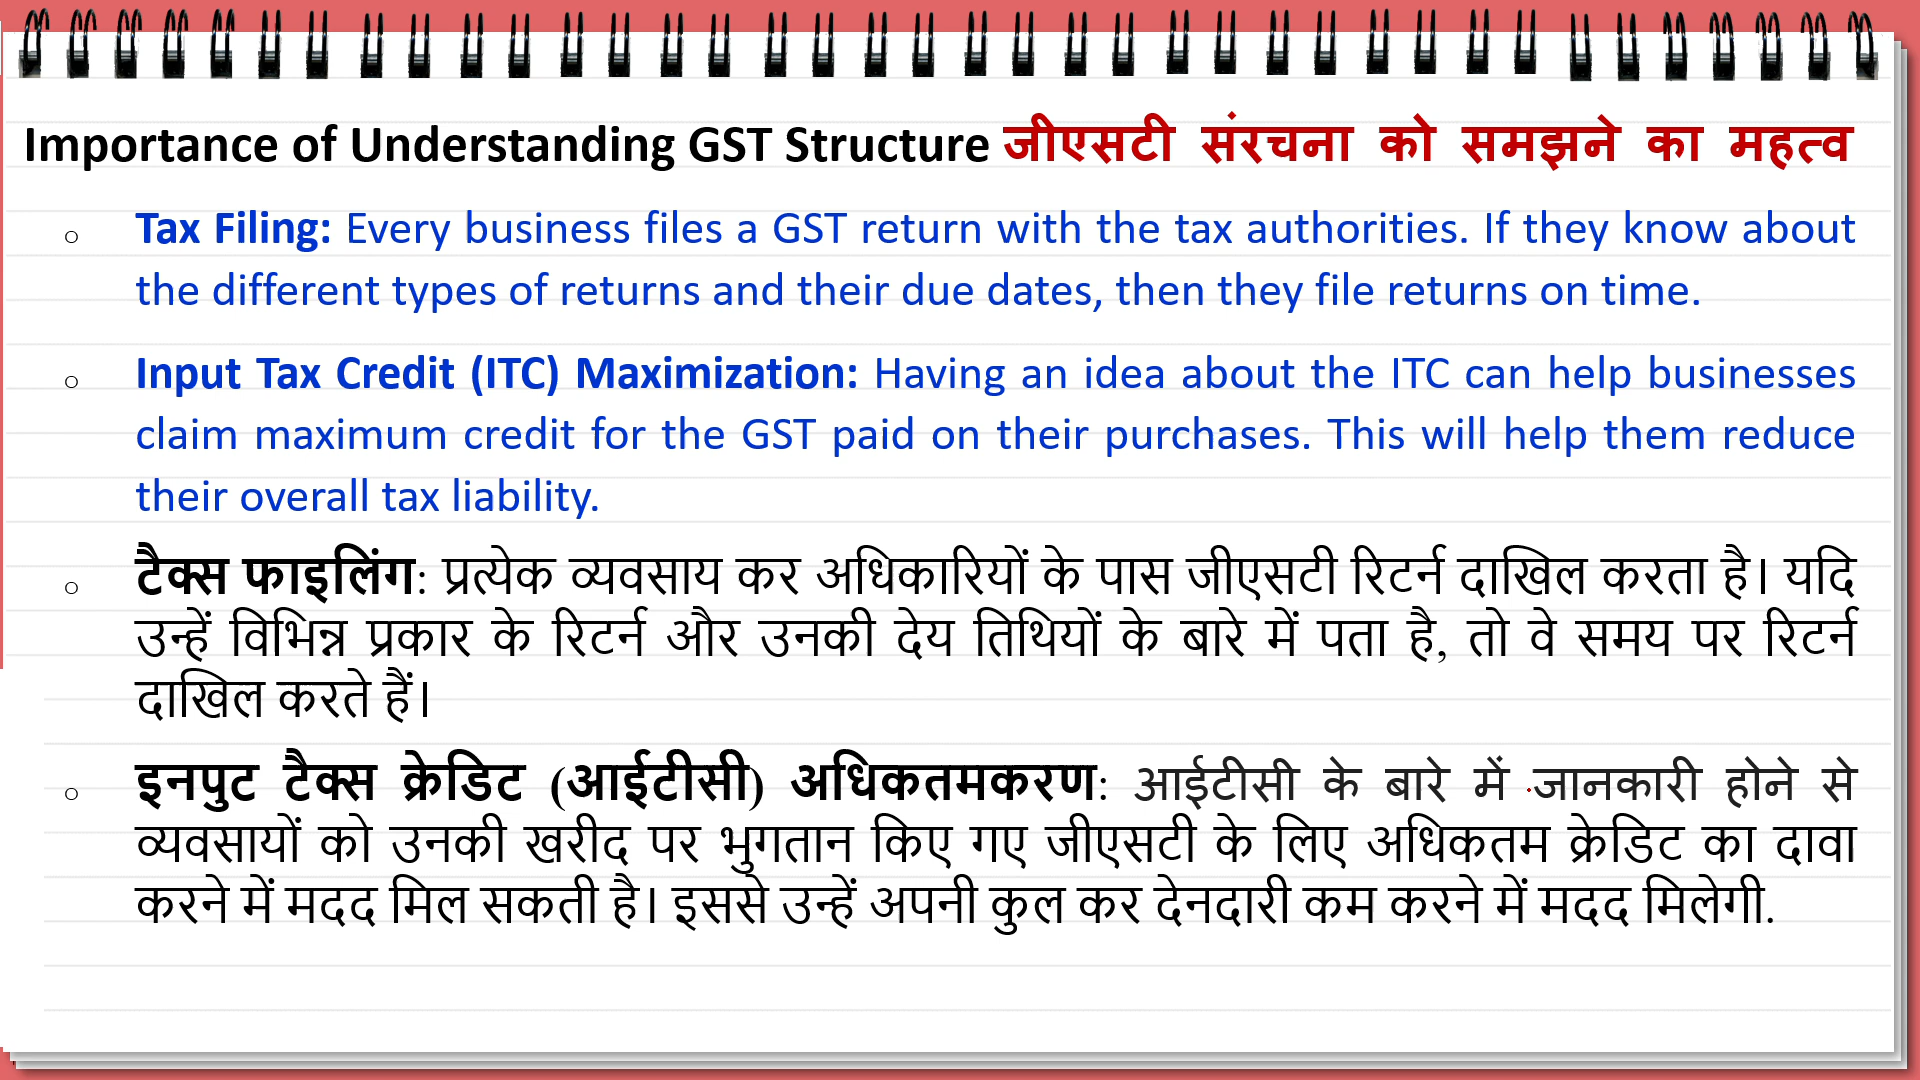 Importance of Understanding GST Structure जीएसटी संरचना को समझने का महत्व
Tax Filing: Every business files a GST return with the tax authorities. If they know about
the different types of returns and their due dates, then they file returns on time.
Input Tax Credit (ITC) Maximization: Having an idea about the ITC can help businesses
claim maximum credit for the GST paid on their purchases. This will help them reduce
their overall tax liability.
टैक्स फाइलिंग: प्रत्येक व्यवसाय कर अधिकारियों के पास जीएसटी रिटर्न दाखिल करता है। यदि
उन्हें विभिन्न प्रकार के रिटर्न और उनकी देय तिथियों के बारे में पता है, तो वे समय पर रिटर्न
दाखिल करते हैं।
इनपुट टैक्स क्रेडिट (आईटीसी) अधिकतमकरण: आईटीसी के बारे में जानकारी होने से
व्यवसायों को उनकी खरीद पर भुगतान किए गए जीएसटी के लिए अधिकतम क्रेडिट का दावा
करने में मदद मिल सकती है। इससे उन्हें अपनी कुल कर देनदारी कम करने में मदद मिलेगी.